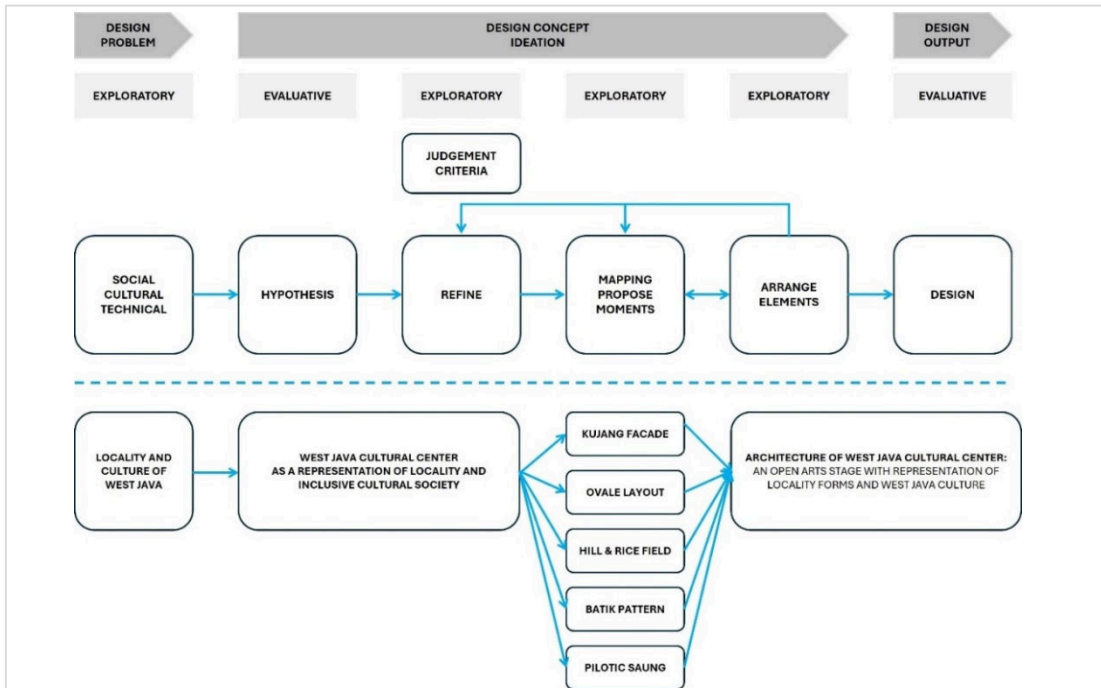 DESIGN
PROBLEM
DESIGN CONCEPT
IDEATION
DESIGN
OUTPUT
EXPLORATORY
EVALUATIVE
EXPLORATORY
EXPLORATORY
EXPLORATORY
EVALUATIVE
JUDGEMENT
CRITERIA
SOCIAL
CULTURAL
TECHNICAL
HYPOTHESIS
REFINE
MAPPING
PROPOSE
MOMENTS
ARRANGE
ELEMENTS
DESIGN
LOCALITY AND
CULTURE OF
WEST JAVA
WEST JAVA CULTURAL CENTER
AS A REPRESENTATION OF LOCALITY AND
INCLUSIVE CULTURAL SOCIETY
KUJANG FACADE
OVALE LAYOUT
HILL & RICE FIELD
BATIK PATTERN
PILOTIC SAUNG
ARCHITECTURE OF WEST JAVA CULTURAL CENTER:
AN OPEN ARTS STAGE WITH REPRESENTATION OF
LOCALITY FORMS AND WEST JAVA CULTURE